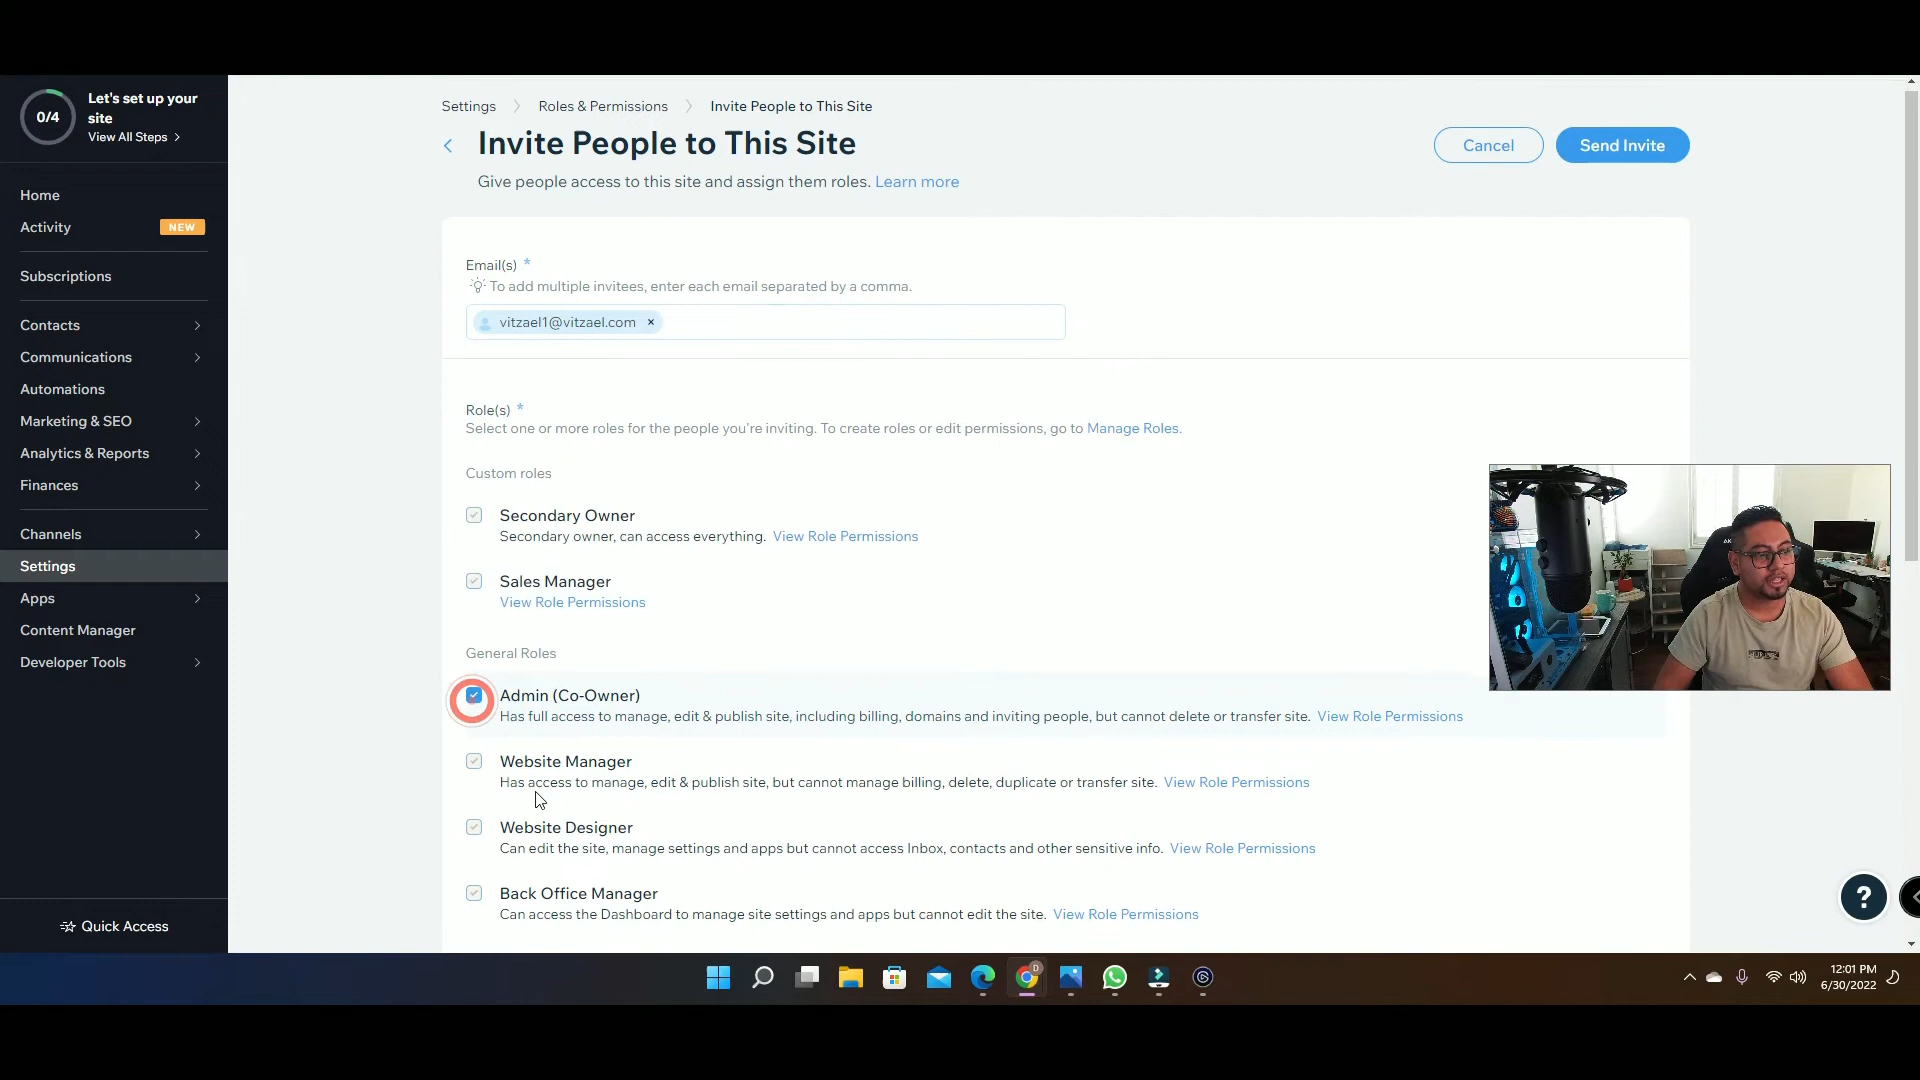 0/4
Let's set up your
site
View All Steps
Home
Activity NEW
Subscriptions
Contacts
Communications
Automations
Marketing & SEO
Analytics & Reports
Finances
Channels
Settings
Apps
Content Manager
Developer Tools
Quick Access
Settings Roles & Permissions Invite People to This Site
Invite People to This Site
Give people access to this site and assign them roles. Learn more
Cancel
Send Invite
Email(s) *
To add multiple invitees, enter each email separated by a comma.
vitzael1@vitzael.com ×
Role(s) *
Select one or more roles for the people you're inviting. To create roles or edit permissions, go to Manage Roles.
Custom roles
Secondary Owner
Secondary owner, can access everything. View Role Permissions
Sales Manager
View Role Permissions
General Roles
Admin (Co-Owner)
Has full access to manage, edit & publish site, including billing, domains and inviting people, but cannot delete or transfer site. View Role Permissions
Website Manager
Has access to manage, edit & publish site, but cannot manage billing, delete, duplicate or transfer site. View Role Permissions
Website Designer
Can edit the site, manage settings and apps but cannot access Inbox, contacts and other sensitive info. View Role Permissions
Back Office Manager
Can access the Dashboard to manage site settings and apps but cannot edit the site. View Role Permissions
?
D
12:01 PM
6/30/2022